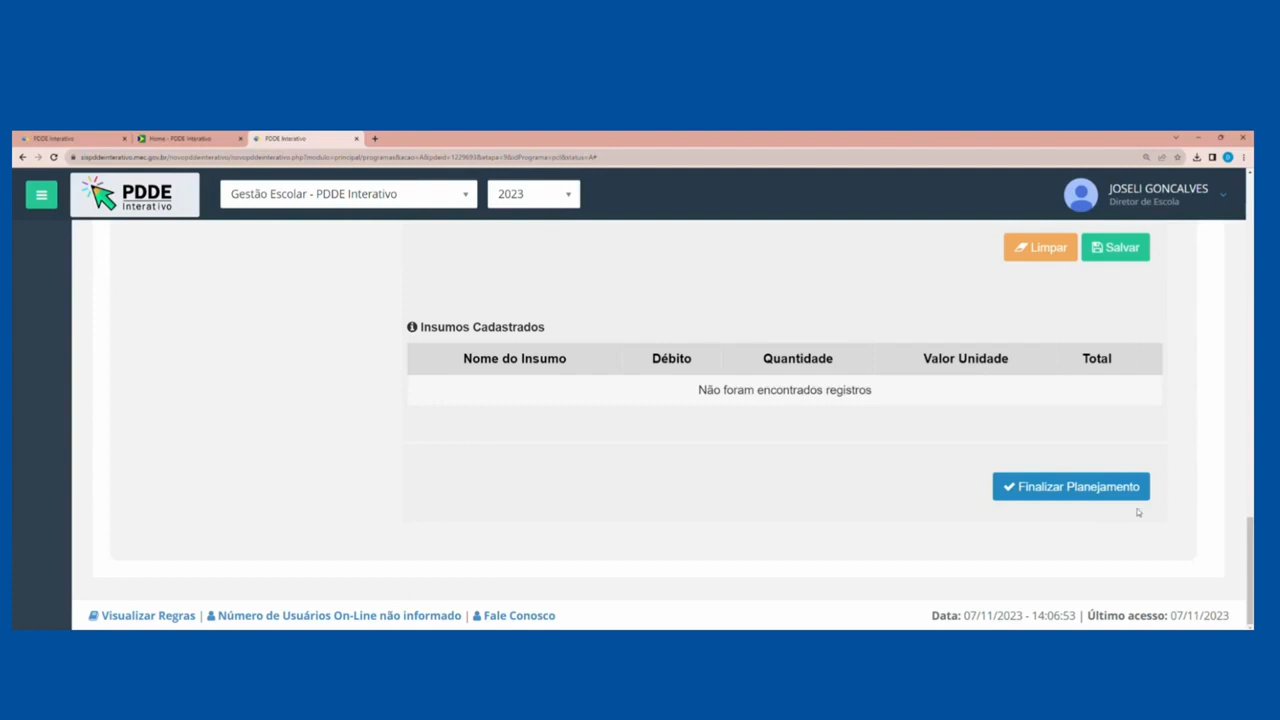 PDDE Interativo
Home - PDDE Interativo
PDDE Interativo
PDDE
Interativo
Gestão Escolar - PDDE Interativo
2023
JOSELI GONCALVES
Diretor de Escola
Limpar
Salvar
Insumos Cadastrados
Nome do Insumo Débito Quantidade Valor Unidade Total
Não foram encontrados registros
Finalizar Planejamento
Visualizar Regras | Número de Usuários On-Line não informado | Fale Conosco
Data: 07/11/2023 - 14:06:53 | Último acesso: 07/11/2023